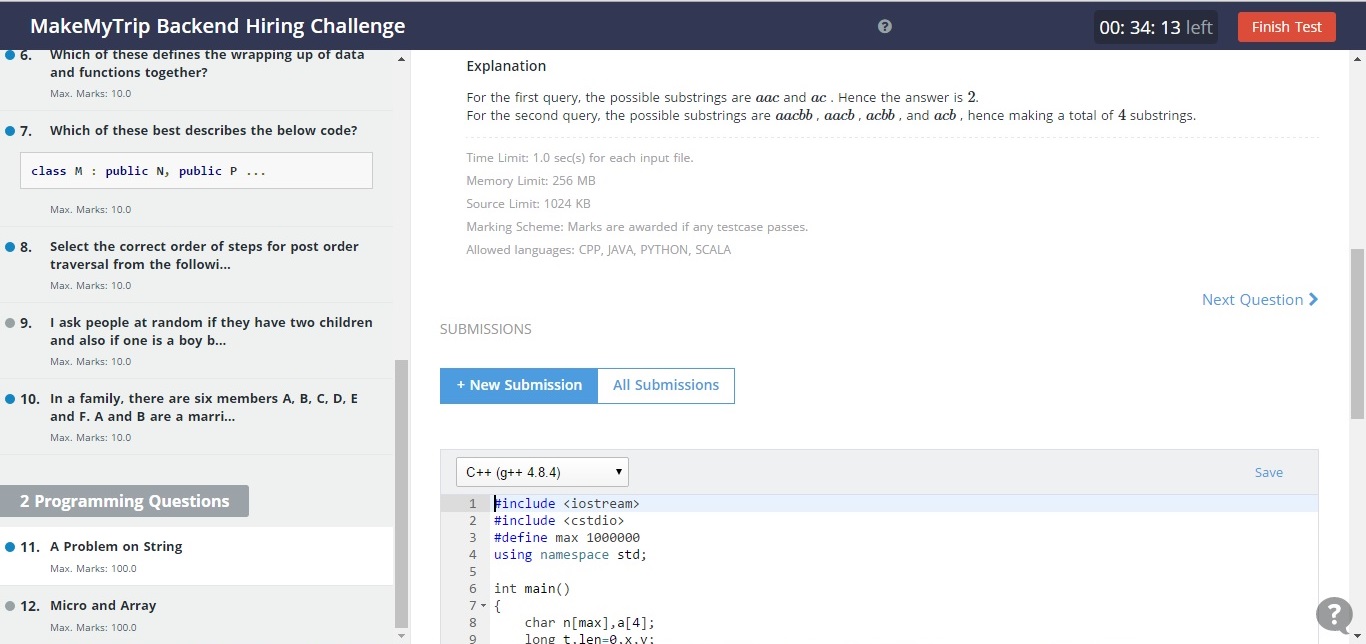 MakeMyTrip Backend Hiring Challenge
?
00: 34: 13 left
Finish Test
6. Which of these defines the wrapping up of data
and functions together?
Max. Marks: 10.0
7. Which of these best describes the below code?
class M : public N, public P ...
Max. Marks: 10.0
8. Select the correct order of steps for post order
traversal from the followi...
Max. Marks: 10.0
9. I ask people at random if they have two children
and also if one is a boy b...
Max. Marks: 10.0
10. In a family, there are six members A, B, C, D, E
and F. A and B are a marri...
Max. Marks: 10.0
2 Programming Questions
11. A Problem on String
Max. Marks: 100.0
12. Micro and Array
Max. Marks: 100.0
Explanation
For the first query, the possible substrings are aac and ac . Hence the answer is 2.
For the second query, the possible substrings are aacbb , aacb , acbb , and acb , hence making a total of 4 substrings.
Time Limit: 1.0 sec(s) for each input file.
Memory Limit: 256 MB
Source Limit: 1024 KB
Marking Scheme: Marks are awarded if any testcase passes.
Allowed languages: CPP, JAVA, PYTHON, SCALA
Next Question
SUBMISSIONS
+ New Submission
All Submissions
C++ (g++ 4.8.4)
Save
1 #include <iostream>
2 #include <cstdio>
3 #define max 1000000
4 using namespace std;
5
6 int main()
7 {
8 char n[max],a[4];
9 long t,len=0,x,y;
?